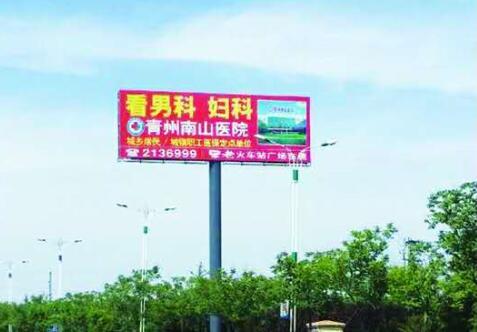 看男科 妇科
青州南山医院
城乡居民/城镇职工医保定点单位
☎2136999 老火车站广场东侧